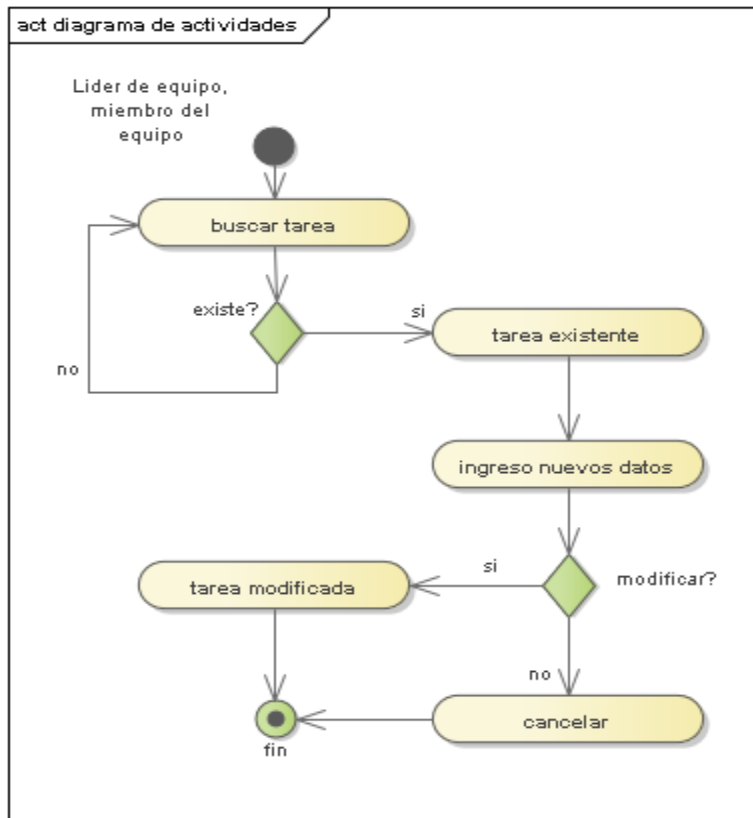 act diagrama de actividades
Lider de equipo,
miembro del
equipo
buscar tarea
existe?
si
tarea existente
no
ingreso nuevos datos
si
modificar?
tarea modificada
no
cancelar
fin